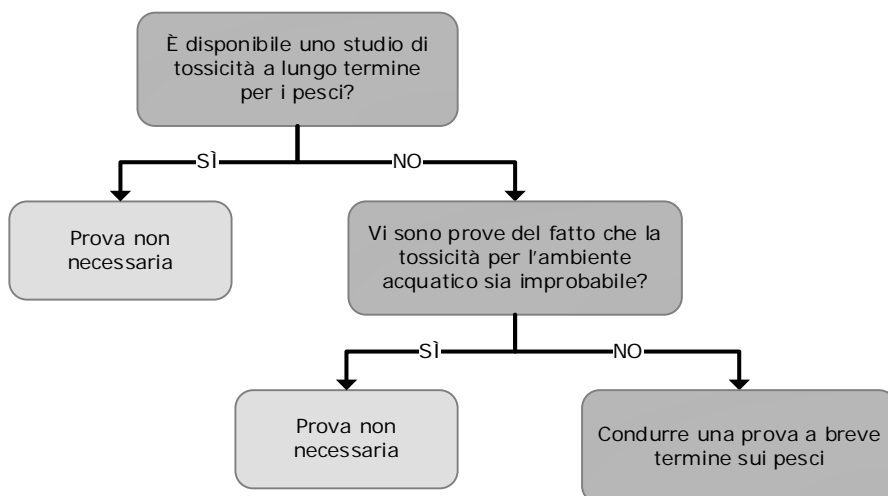 È disponibile uno studio di
tossicità a lungo termine
per i pesci?
SÌ
NO
Prova non
necessaria
Vi sono prove del fatto che la
tossicità per l'ambiente
acquatico sia improbabile?
SÌ
NO
Prova non
necessaria
Condurre una prova a breve
termine sui pesci